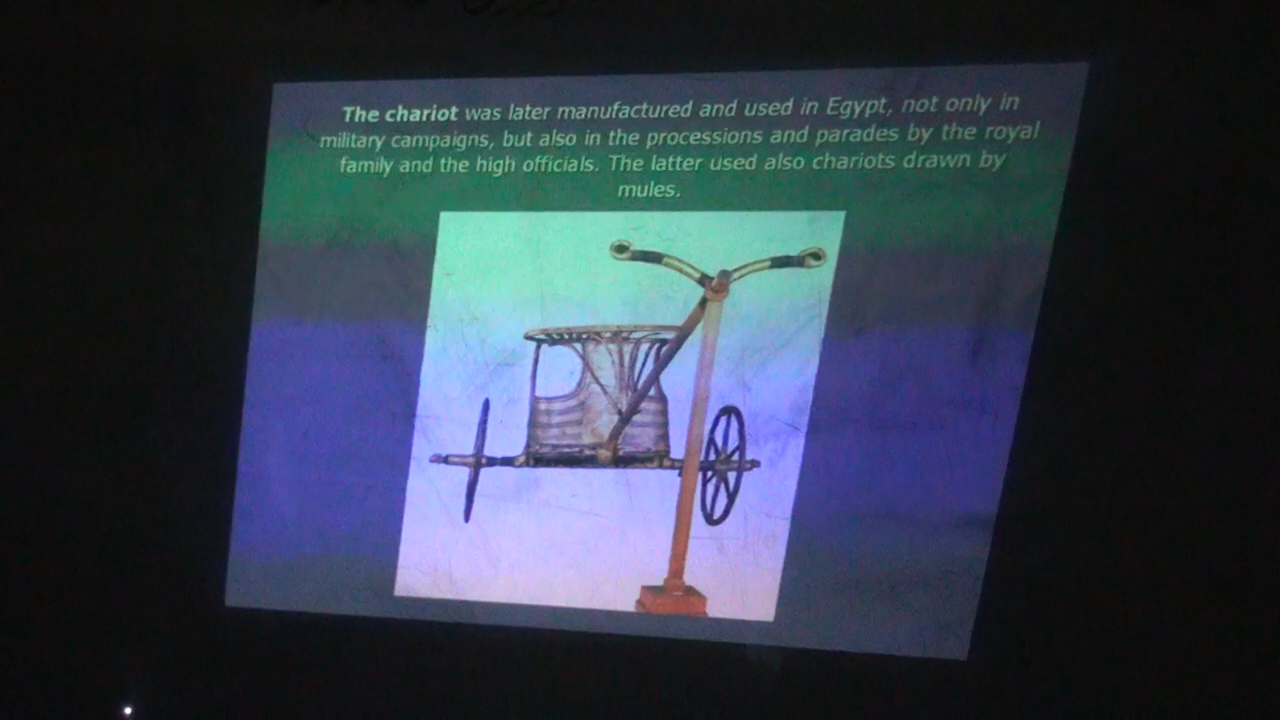 The chariot was later manufactured and used in Egypt, not only in
military campaigns, but also in the processions and parades by the royal
family and the high officials. The latter used also chariots drawn by
mules.